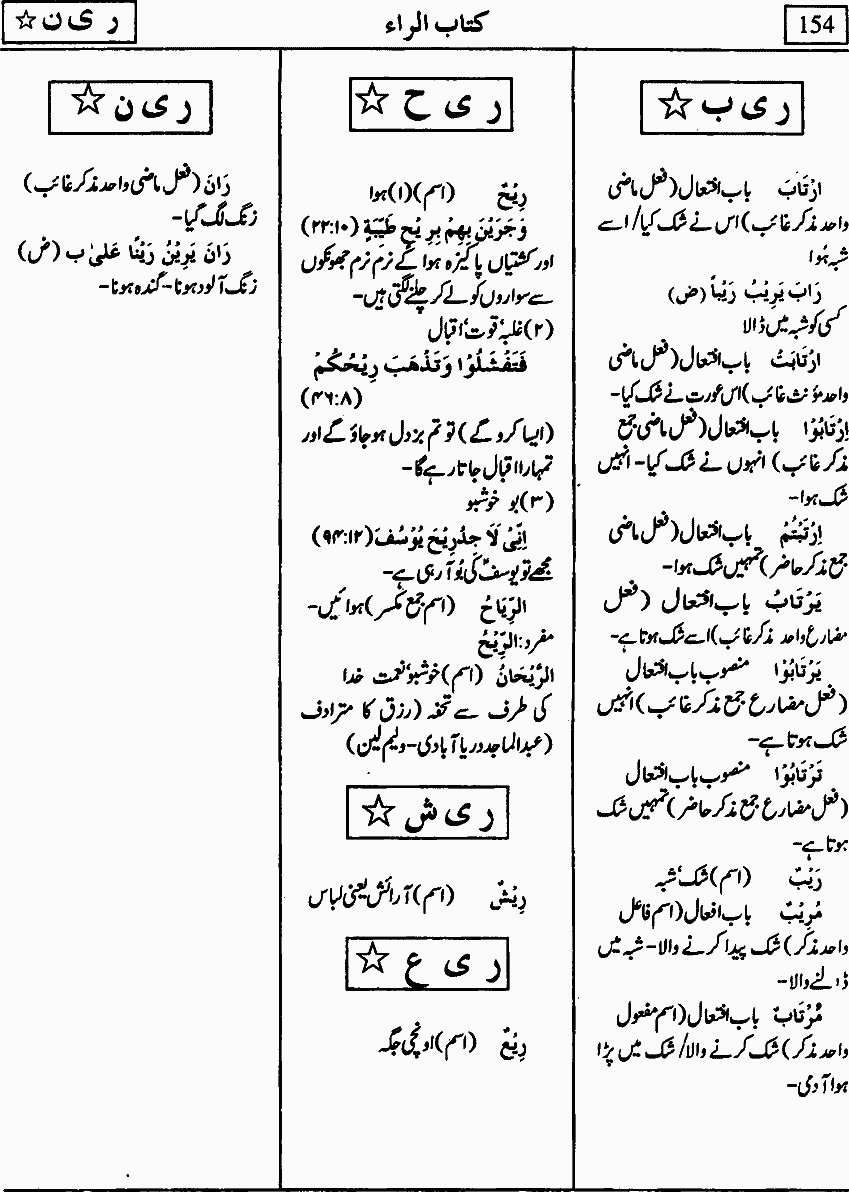 154
کتاب الراء
ر ی ن ☆
ر ی ب ☆
اِرْتَابَ باب افتعال (فعل ماضی
واحد مذکر غائب) اس نے شک کیا/ اسے
شبہ ہُوا
رَابَ یَرِیْبُ رَیْباً (ض)
کسی کو شبہ میں ڈالا
اِرْتَابَتْ باب افتعال (فعل ماضی
واحد مؤنث غائب) اس عورت نے شک کیا-
اِرْتَابُوْا باب افتعال (فعل ماضی جمع
مذکر غائب) انہوں نے شک کیا- انہیں
شک ہوا-
اِرْتَبْتُمْ باب افتعال (فعل ماضی
جمع مذکر حاضر) تمہیں شک ہوا-
یَرْتَابُ باب افتعال (فعل
مضارع واحد مذکر غائب) اسے شک ہوتا ہے-
یَرْتَابُوْا منصوب باب افتعال
(فعل مضارع جمع مذکر غائب) انہیں
شک ہوتا ہے-
تَرْتَابُوْا منصوب باب افتعال
(فعل مضارع جمع مذکر حاضر) تمہیں شک
ہوتا ہے-
رَیْبٌ (اسم) شک، شبہ
مُرِیْبٌ باب افعال (اسم فاعل
واحد مذکر) شک پیدا کرنے والا- شبہ میں
ڈالنے والا-
مُرْتَابٌ باب افتعال (اسم مفعول
واحد مذکر) شک کرنے والا/ شک میں پڑا
ہوا آدمی-
ر ی ح ☆
رِیْحٌ (اسم) (۱) ہوا
وَجَرَیْنَ بِهِمْ بِرِیْحٍ طَیِّبَةٍ (۲۲:۱۰)
اور کشتیاں پاکیزہ ہوا کے نرم نرم جھونکوں
سے سواروں کو لے کر چلنے لگتی ہیں-
(۲) غلبہ، قوت، اقبال
فَتَفْشَلُوْا وَتَذْهَبَ رِیْحُکُمْ
(۴۶:۸)
(ایسا کرو گے) تو تم بزدل ہو جاؤ گے اور
تمہارا اقبال جاتا رہے گا-
(۳) بو خوشبو
اِنِّیْ لَا جِدُرِیْحَ یُوْسُفَ (۹۴:۱۲)
مجھے تو یوسفؑ کی بُو آ رہی ہے-
الرِّیَاحُ (اسم جمع مکسر) ہوائیں-
مفرد: الرِّیْحُ
الرَّیْحَانُ (اسم) خوشبو، نعمت خدا
کی طرف سے تحفہ (رزق کا مترادف
(عبدالماجد دریا آبادی- ولیم لین)
ر ی ش ☆
رِیْشٌ (اسم) آرائش یعنی لباس
ر ی ع ☆
رِیْعٌ (اسم) اونچی جگہ
ر ی ن ☆
رَانَ (فعل ماضی واحد مذکر غائب)
زنگ لگ گیا-
رَانَ یَرِیْنُ رَیْنًا عَلیٰ ب (ض)
زنگ آلود ہونا- گندہ ہونا-